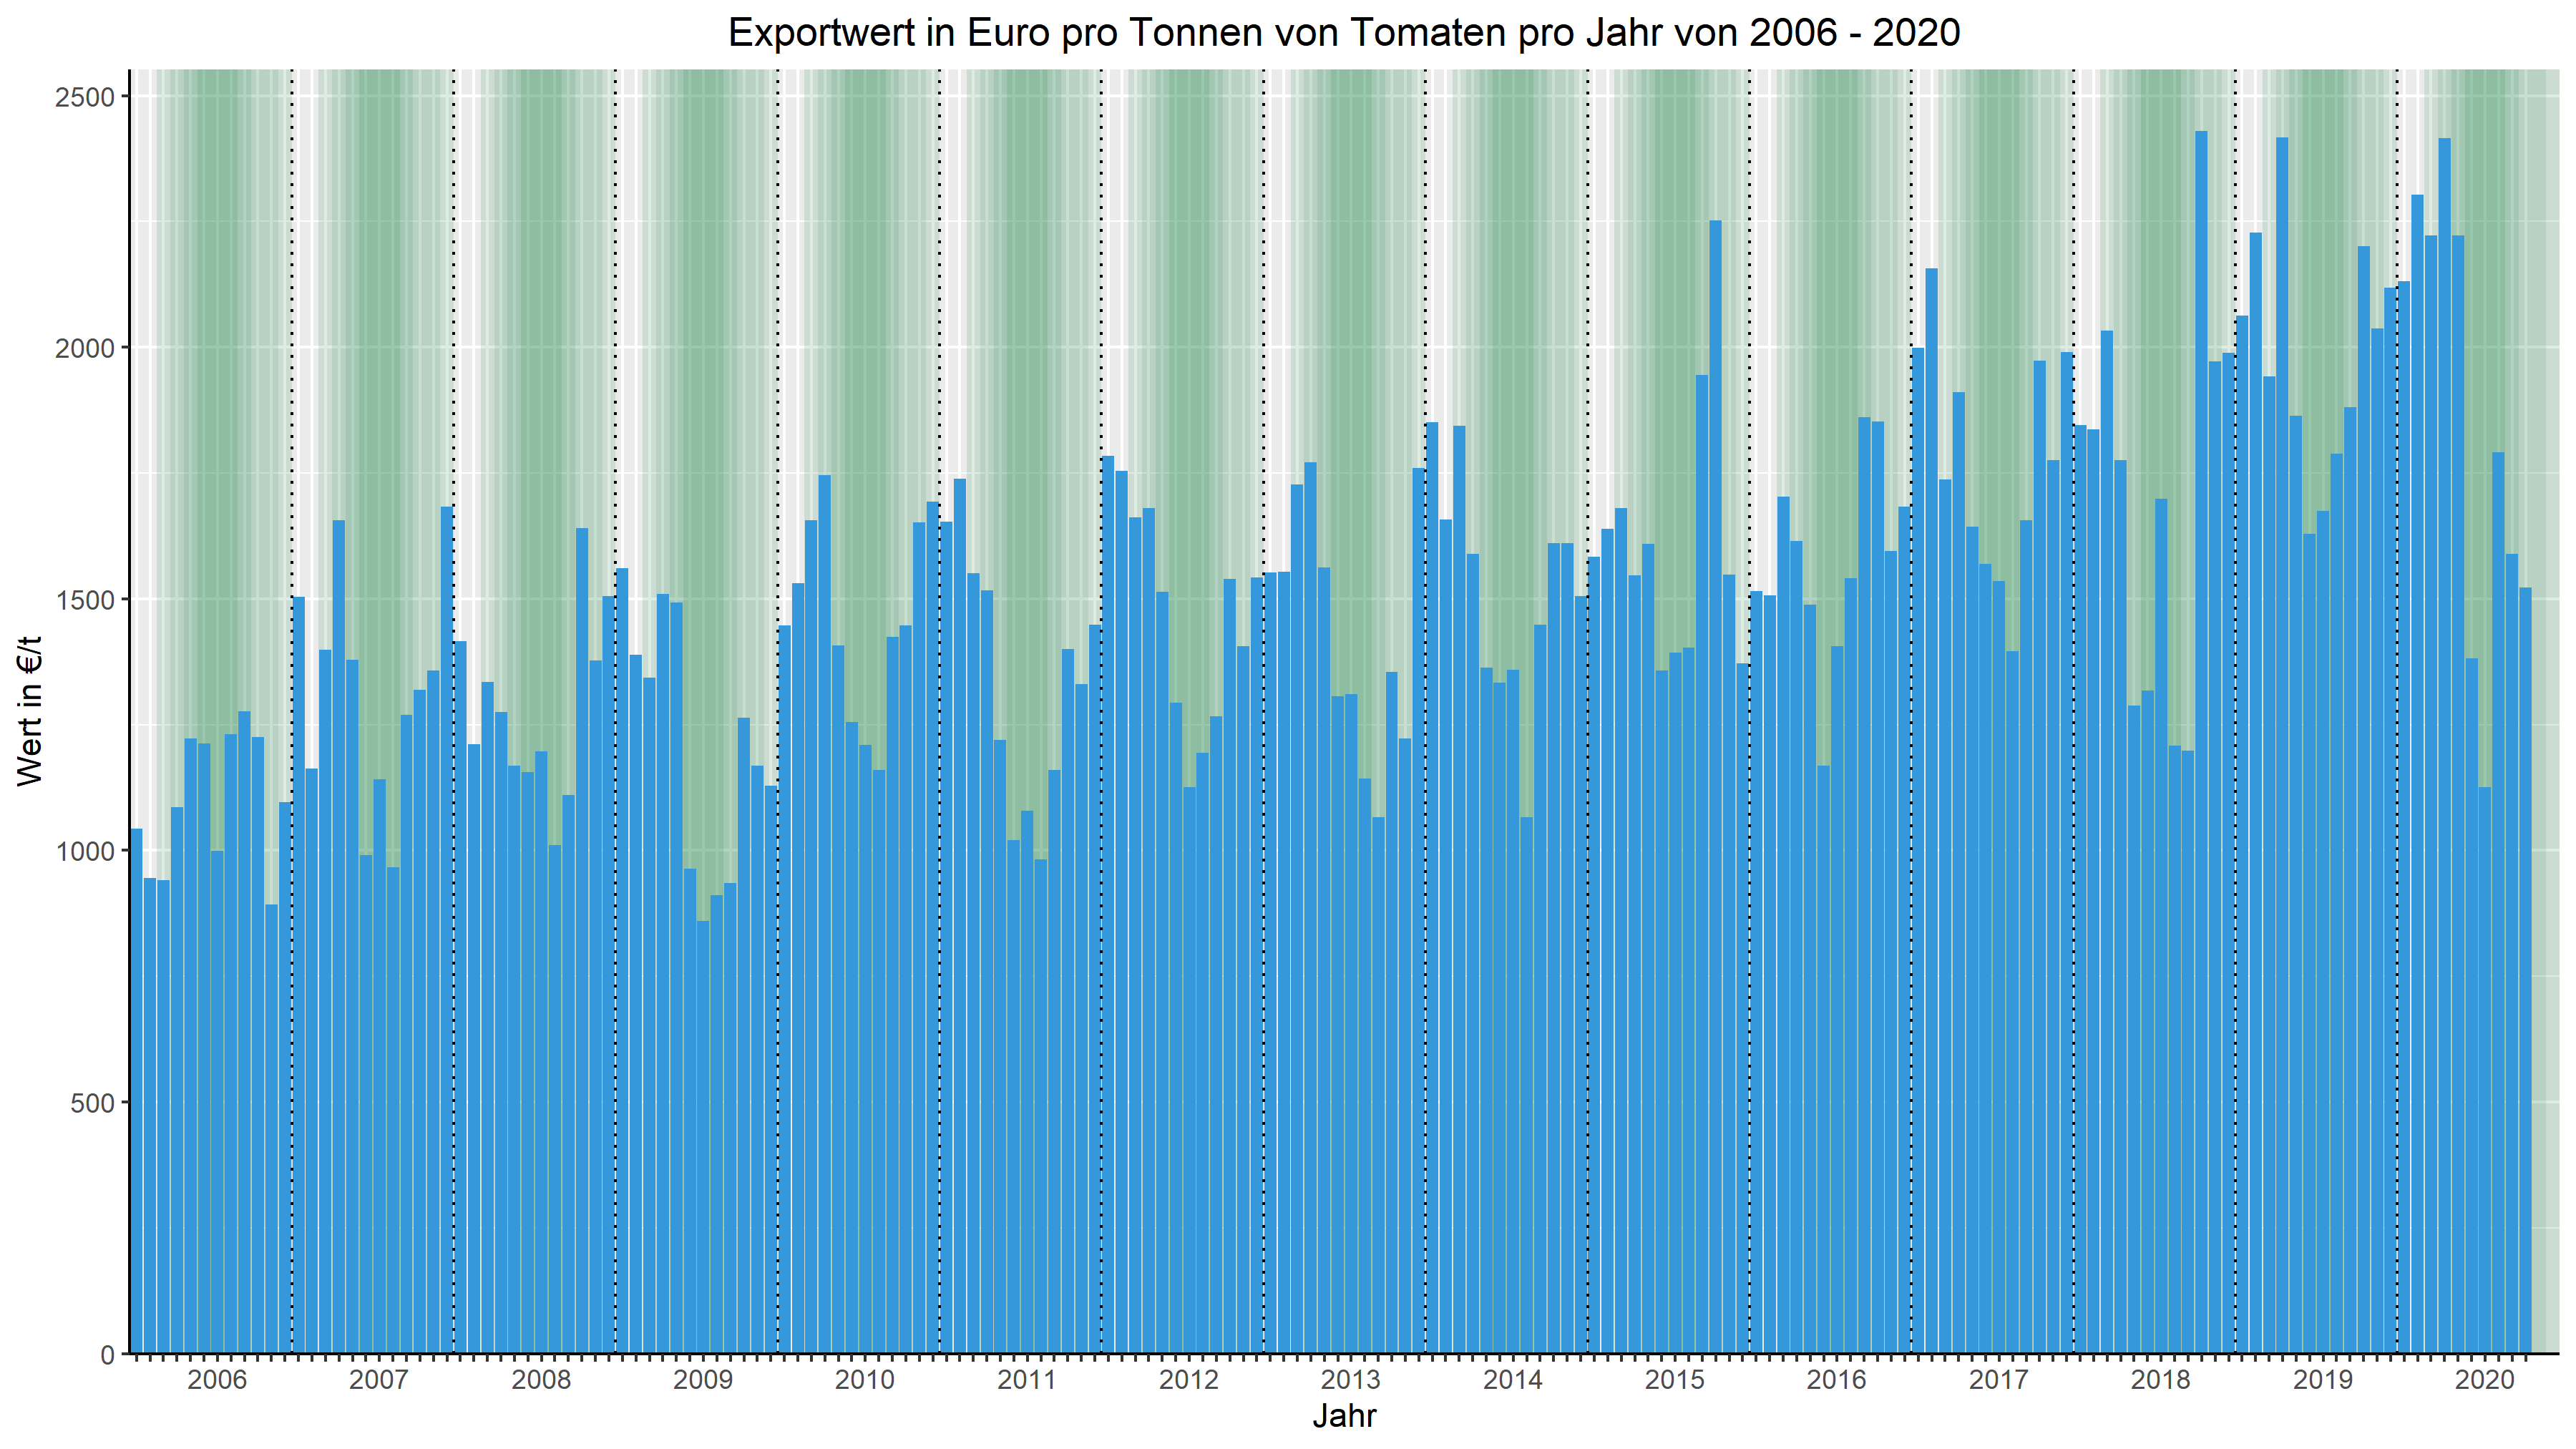 Exportwert in Euro pro Tonnen von Tomaten pro Jahr von 2006 - 2020
Wert in €/t
2500
2000
1500
1000
500
0
2006 2007 2008 2009 2010 2011 2012 2013 2014 2015 2016 2017 2018 2019 2020
Jahr